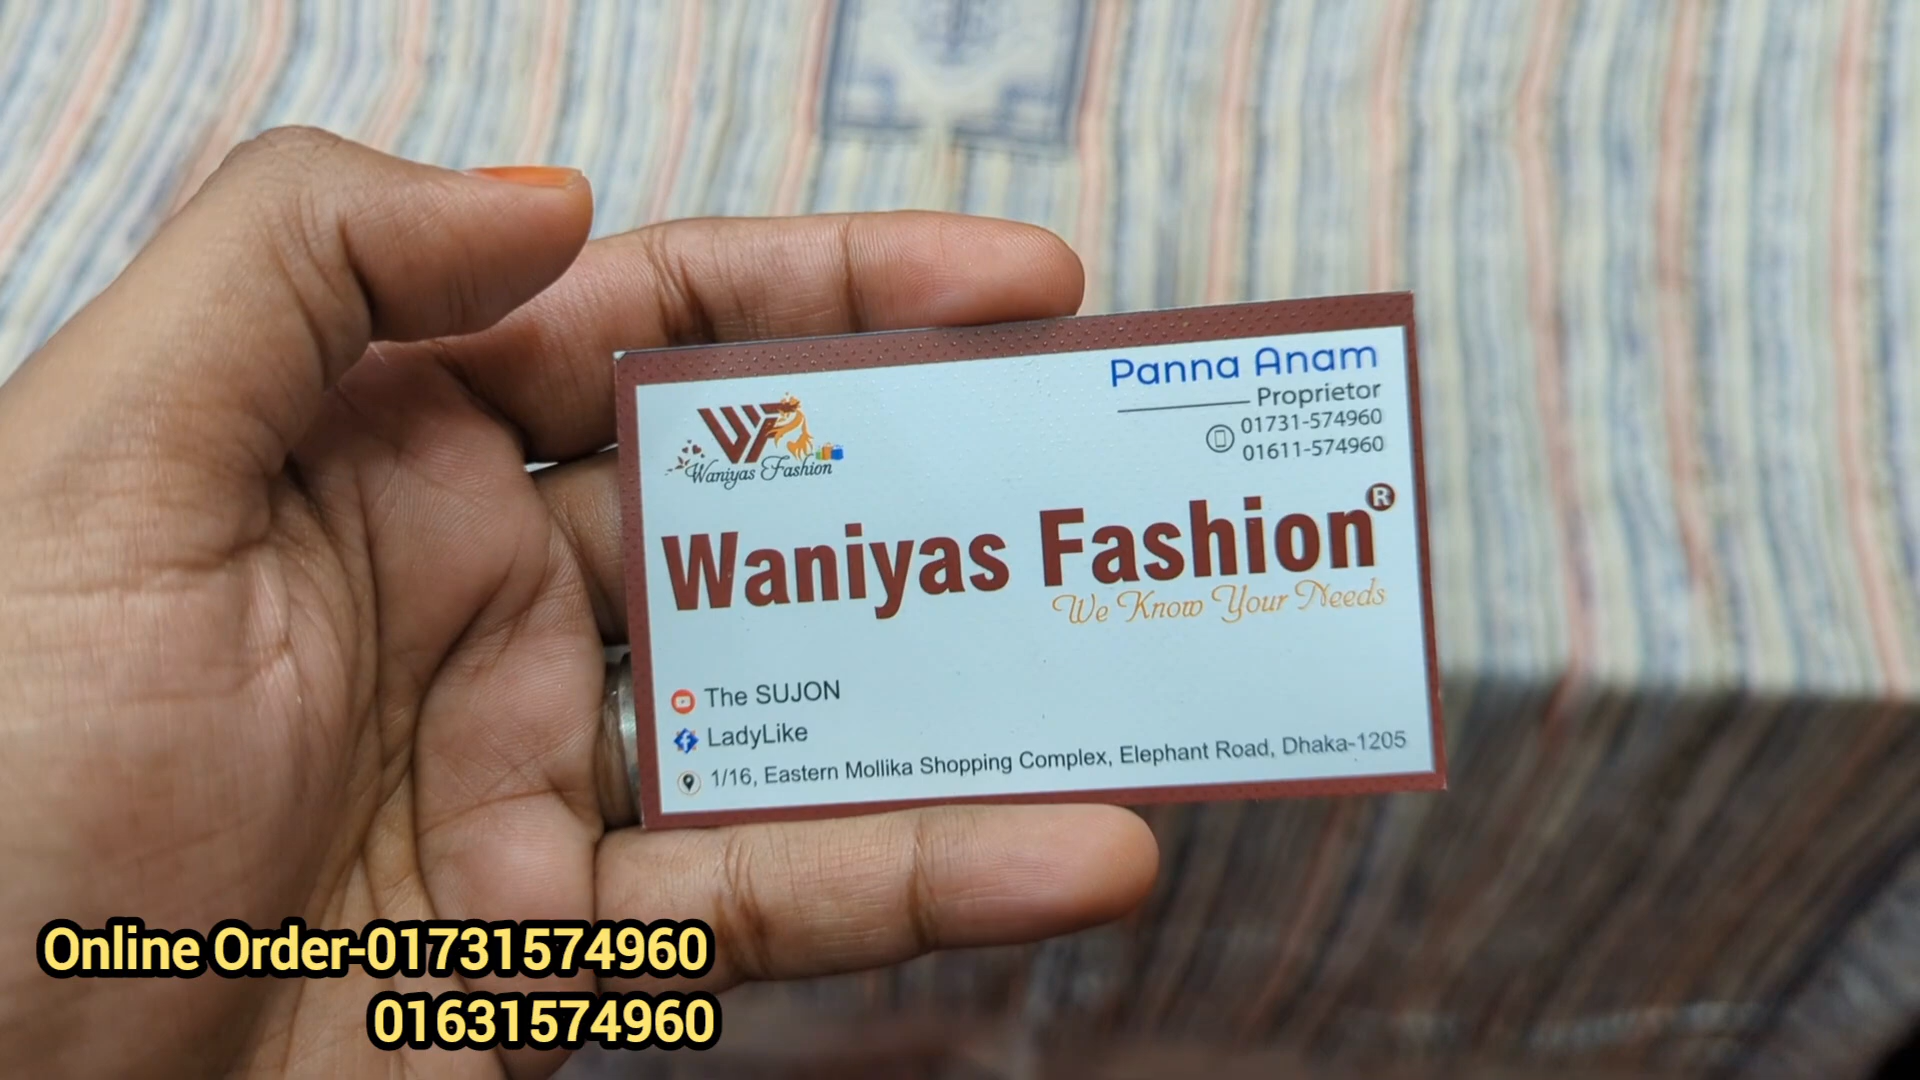 Panna Anam
Proprietor
01731-574960
01611-574960
WF
Waniyas Fashion
Waniyas Fashion®
We Know Your Needs
The SUJON
LadyLike
1/16, Eastern Mollika Shopping Complex, Elephant Road, Dhaka-1205
Online Order-01731574960
01631574960